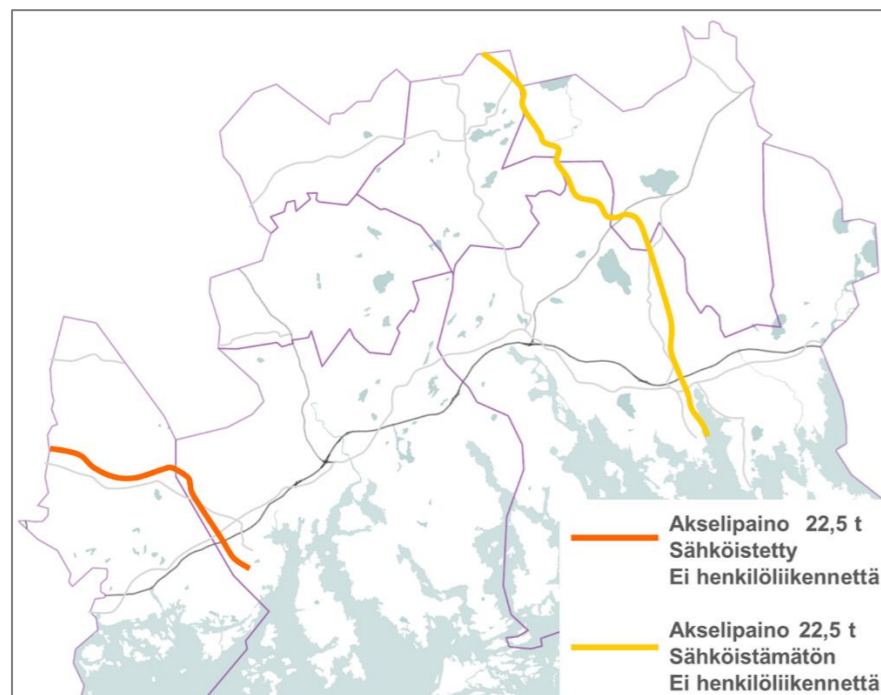 Akselipaino 22,5 t
Sähköistetty
Ei henkilöliikennettä
Akselipaino 22,5 t
Sähköistämätön
Ei henkilöliikennettä